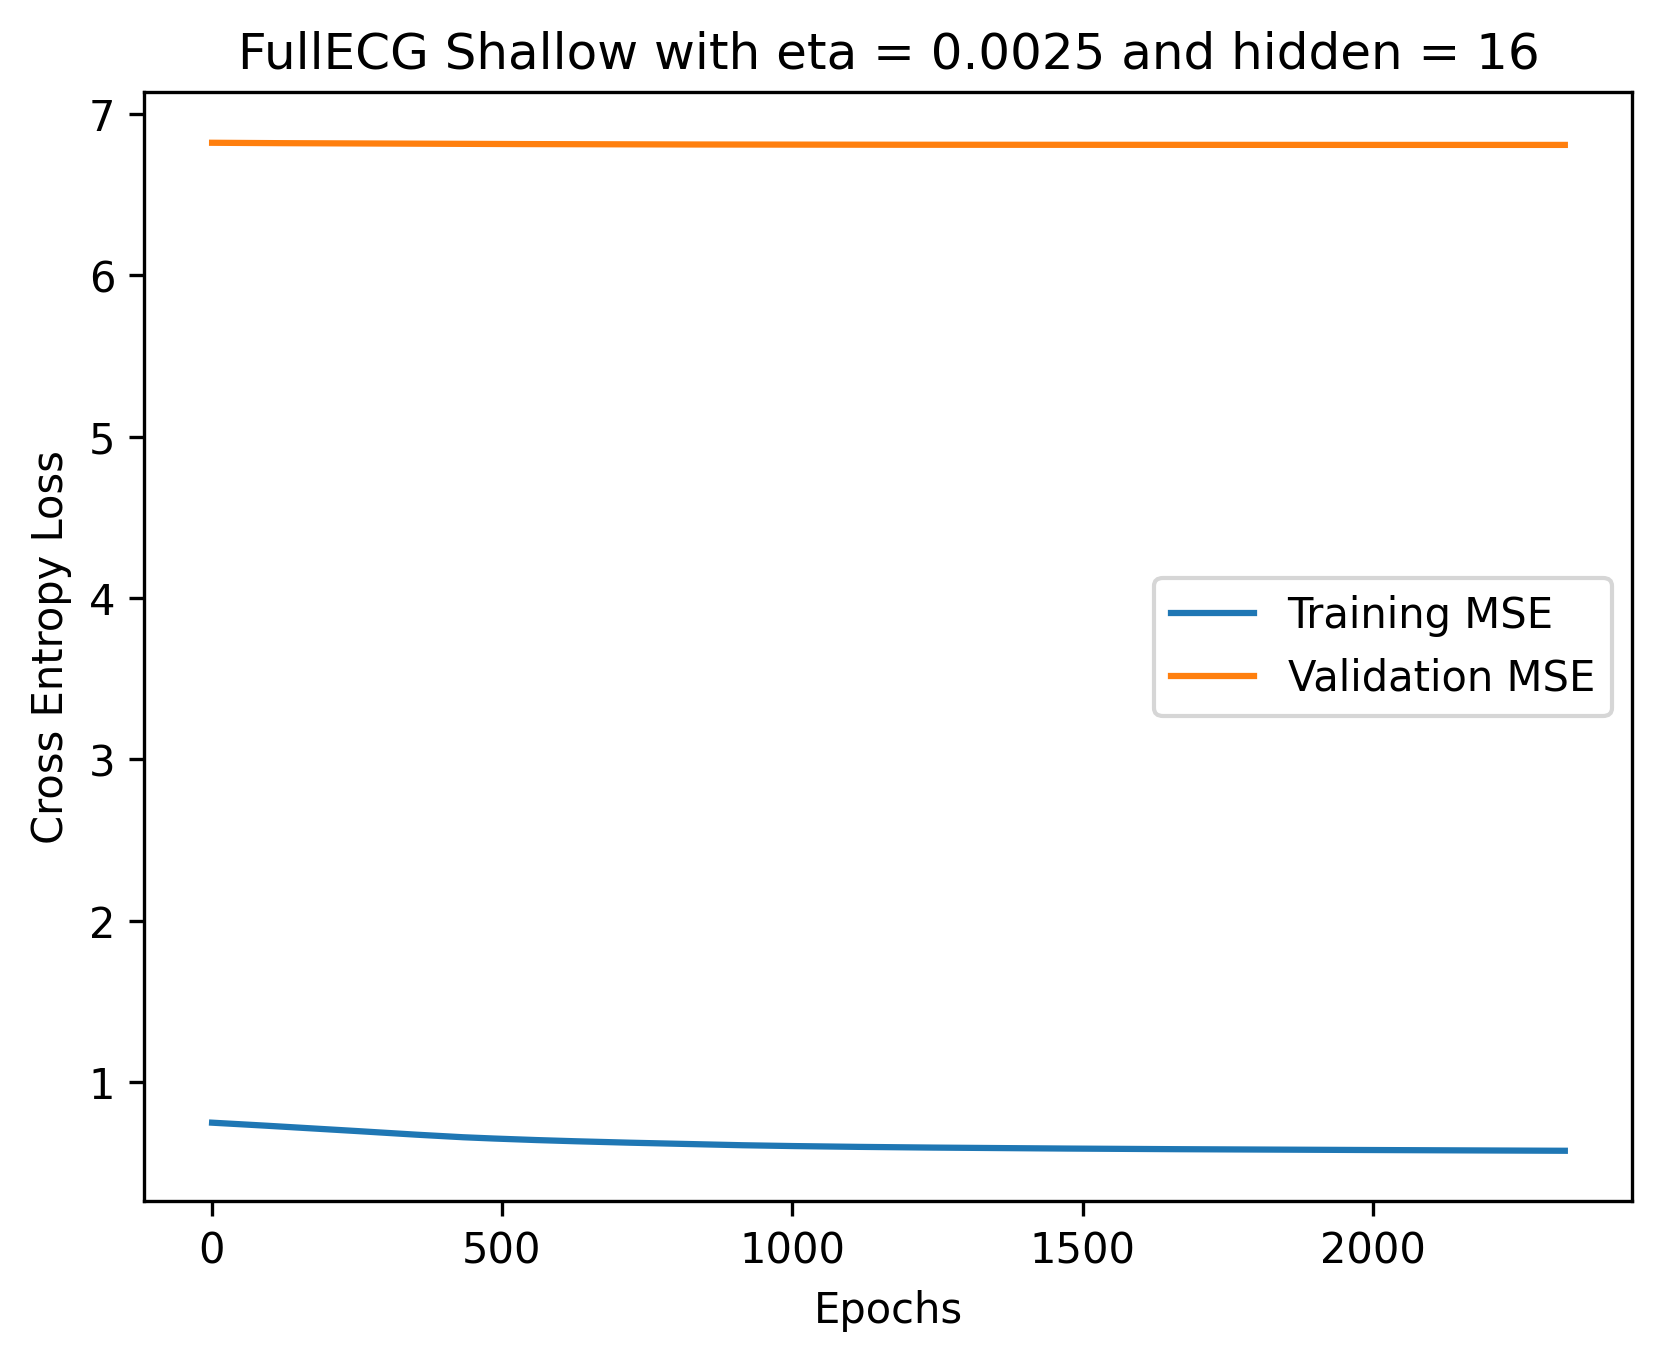 FullECG Shallow with eta = 0.0025 and hidden = 16
7
6
5
4
3
2
1
Cross Entropy Loss
Training MSE
Validation MSE
0 500 1000 1500 2000
Epochs